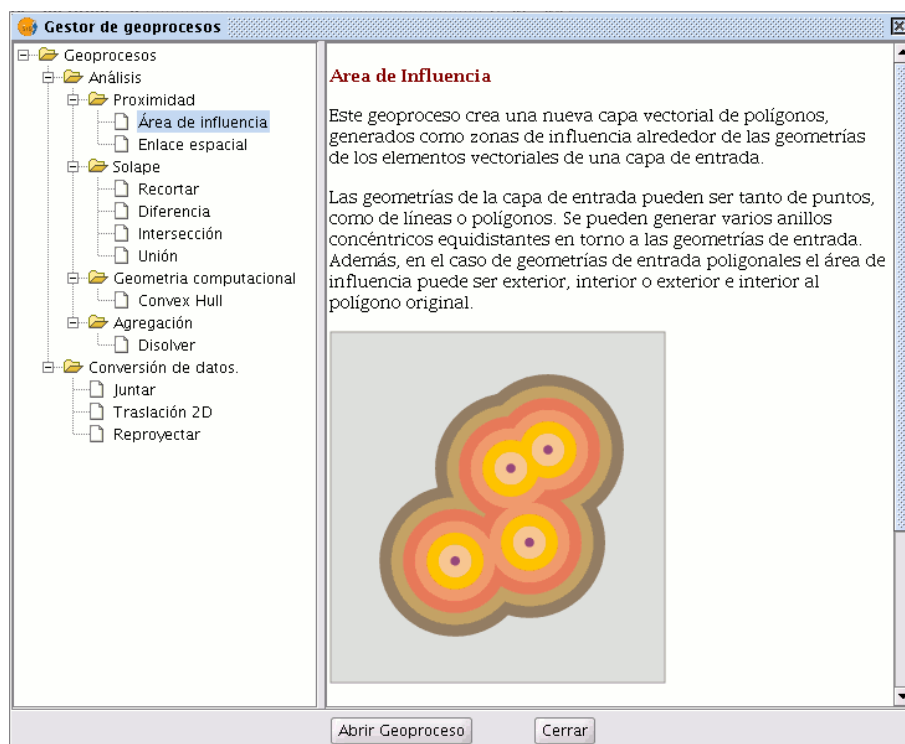 Gestor de geoprocesos
Geoprocesos
Análisis
Proximidad
Área de influencia
Enlace espacial
Solape
Recortar
Diferencia
Intersección
Unión
Geometria computacional
Convex Hull
Agregación
Disolver
Conversión de datos.
Juntar
Traslación 2D
Reproyectar
Area de Influencia
Este geoproceso crea una nueva capa vectorial de polígonos,
generados como zonas de influencia alrededor de las geometrías
de los elementos vectoriales de una capa de entrada.
Las geometrías de la capa de entrada pueden ser tanto de puntos,
como de líneas o polígonos. Se pueden generar varios anillos
concéntricos equidistantes en torno a las geometrías de entrada.
Además, en el caso de geometrías de entrada poligonales el área de
influencia puede ser exterior, interior o exterior e interior al
polígono original.
Abrir Geoproceso
Cerrar